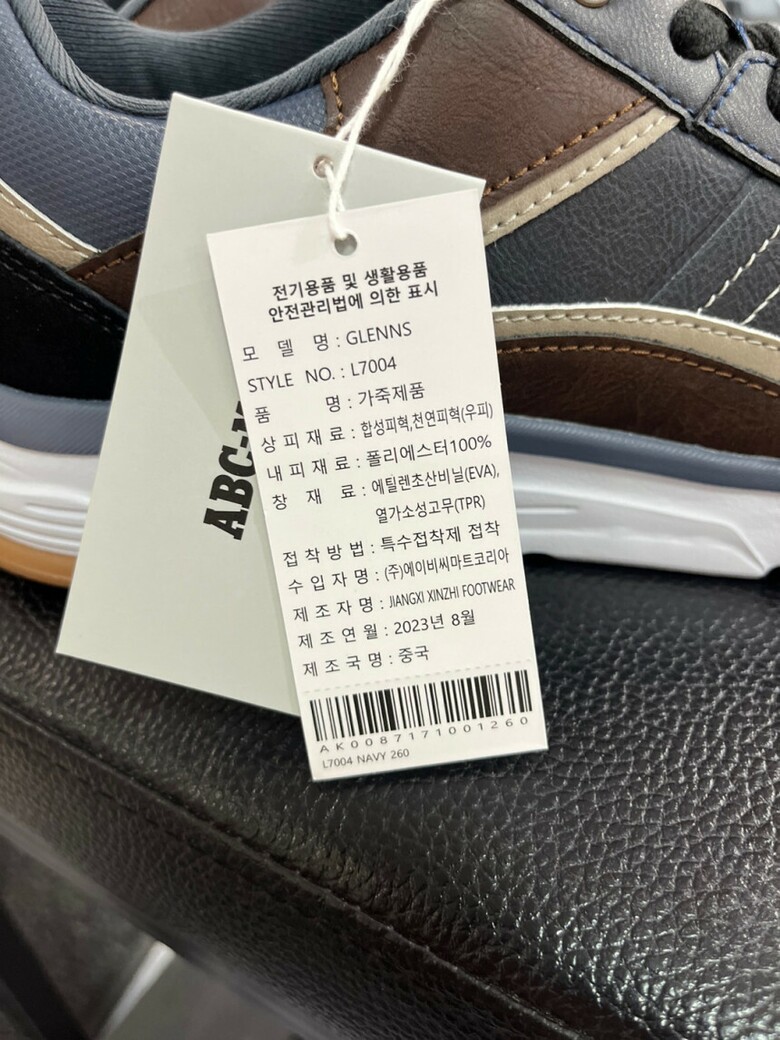 전기용품 및 생활용품
안전관리법에 의한 표시
모 델 명 : GLENNS
STYLE NO. : L7004
품 명 : 가죽제품
상 피 재 료 : 합성피혁,천연피혁(우피)
내 피 재 료 : 폴리에스터100%
창 재 료 : 에틸렌초산비닐(EVA),
열가소성고무(TPR)
접 착 방 법 : 특수접착제 접착
수 입 자 명 : (주)에이비씨마트코리아
제 조 자 명 : JIANGXI XINZHI FOOTWEAR
제 조 연 월 : 2023년 8월
제 조 국 명 : 중국
AK0087171001260
L7004 NAVY 260
ABC-